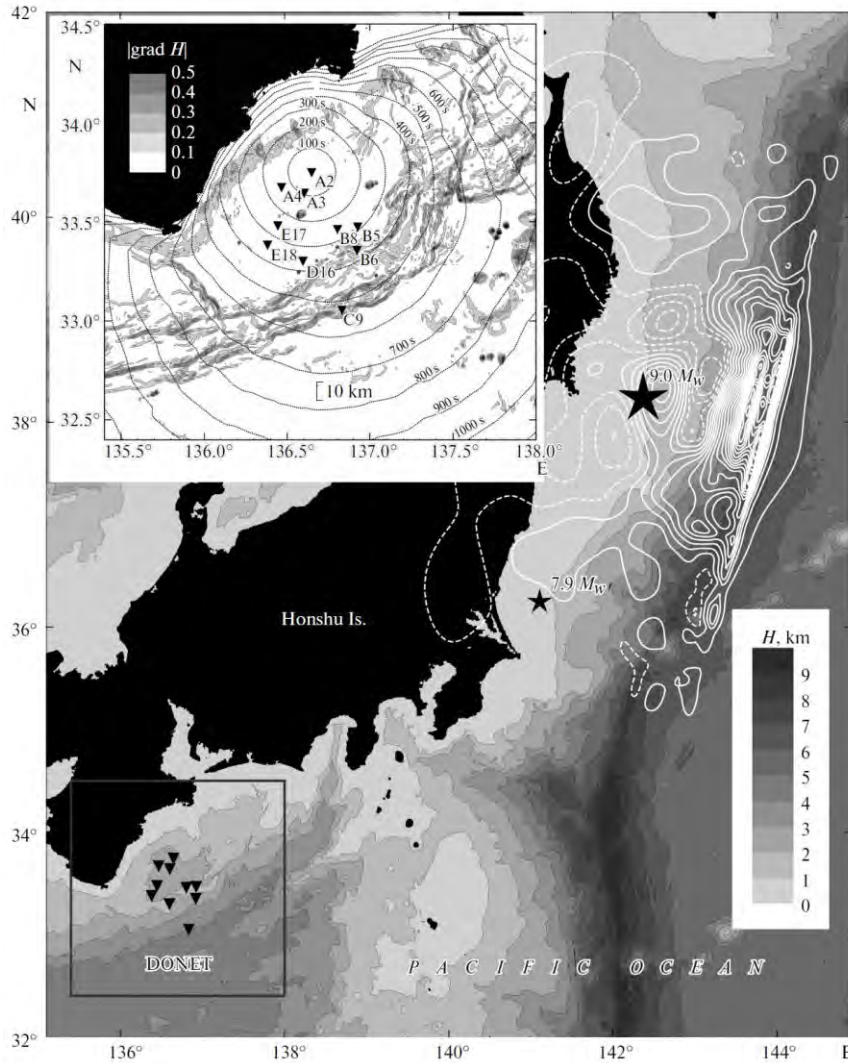 42°
N
40°
38°
36°
34°
32°
136°
138°
140°
142°
144°
E
34.5°
N
34.0°
33.5°
33.0°
32.5°
135.5°
136.0°
136.5°
137.0°
137.5°
138.0°
E
|grad H|
0.5
0.4
0.3
0.2
0.1
0
100 s
200 s
300 s
400 s
500 s
600 s
700 s
800 s
900 s
1000 s
A2
A4
A3
E17
B8
B5
E18
B6
D16
C9
10 km
9.0 Mw
7.9 Mw
Honshu Is.
H, km
9
8
7
6
5
4
3
2
1
0
DONET
PACIFIC OCEAN